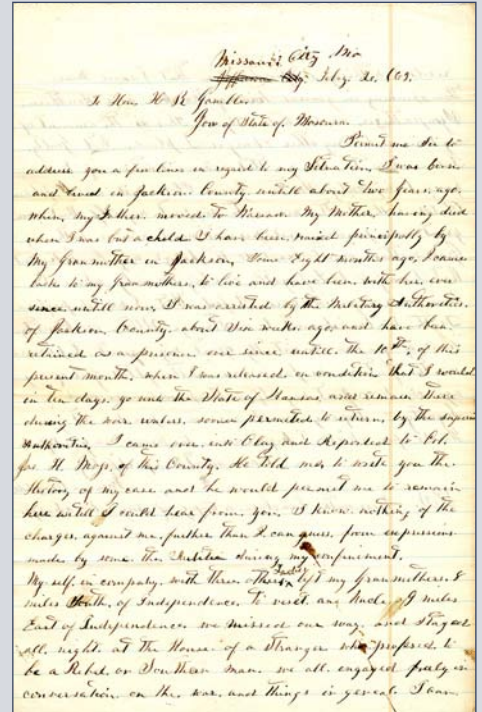 Missouri City Mo
Jefferson City Feby. 20. /63.
To Hon. H R Gamble
Gov of State of Missouri
Permit me Sir to
address you a few lines in regard to my Situation, I was born
and lived in Jackson County untill about Two years, ago,
when, my Father, moved to My Mother, having died
when I was but a child I have been raised principally by
My Granmither in Jackson, Some Eight months ago, I came
back to my Granmothers, to live and have been with her, ever
since untill now, I was arrested by the Military Authorities,
of Jackson County, about Six weeks, ago, and have been
retained as a prisoner ever since untill the 10th, of this
present month, when I was released on condition that I would
in ten days, go into the State of Kansas, and remain there
during the war, unless, sooner permitted to return, by the superior
Authorities, I came over into Clay and Reported to Col.
Jas. H. Moss, of this County. He told me, to write you the
History of my case and he would permit me to remain
here untill I could hear from, you. I know nothing of the
charges, against me, further than I can guess, from expressions
made by some, the Militia during my confinement.
My self, in company, with three others left my Granmothers, 8
miles South, of Independence, to visit, an Uncle 9 miles
East of Independence we missed our way, and stayed
all, night, at the House of a Stranger who professed to
be a Rebel, or Southern man, we all, engaged freely in
conversation on the war, and things in general. I am